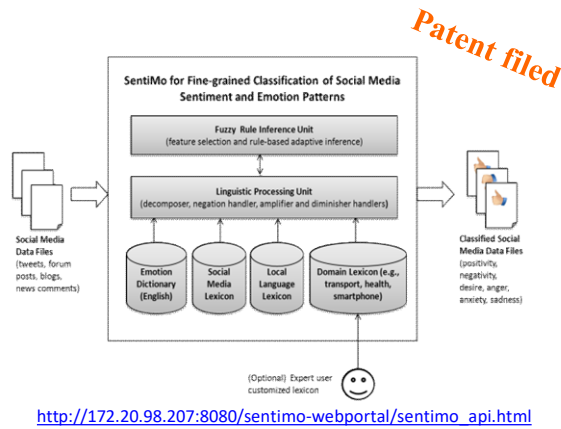 Patent filed
SentiMo for Fine-grained Classification of Social Media
Sentiment and Emotion Patterns
Fuzzy Rule Inference Unit
(feature selection and rule-based adaptive inference)
Linguistic Processing Unit
(decomposer, negation handler, amplifier and diminisher handlers)
Social Media
Data Files
(tweets, forum
posts, blogs,
news comments)
Emotion
Dictionary
(English)
Social
Media
Lexicon
Local
Language
Lexicon
Domain Lexicon (e.g.,
transport, health,
smartphone)
Classified Social
Media Data Files
(positivity,
negativity,
desire, anger,
anxiety, sadness)
(Optional) Expert user
customized lexicon
http://172.20.98.207:8080/sentimo-webportal/sentimo_api.html